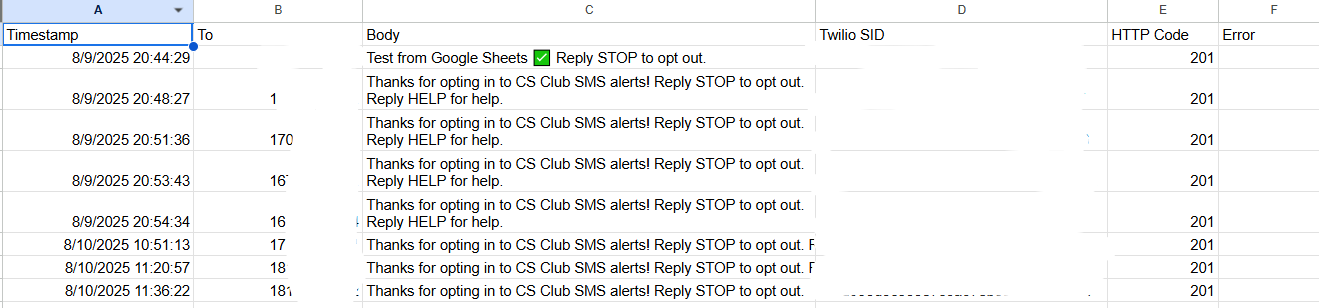 A B C D E F
Timestamp To Body Twilio SID HTTP Code Error
8/9/2025 20:44:29 Test from Google Sheets ✅ Reply STOP to opt out. 201
Thanks for opting in to CS Club SMS alerts! Reply STOP to opt out.
8/9/2025 20:48:27 1 Reply HELP for help. 201
Thanks for opting in to CS Club SMS alerts! Reply STOP to opt out.
8/9/2025 20:51:36 170 Reply HELP for help. 201
Thanks for opting in to CS Club SMS alerts! Reply STOP to opt out.
8/9/2025 20:53:43 16 Reply HELP for help. 201
Thanks for opting in to CS Club SMS alerts! Reply STOP to opt out.
8/9/2025 20:54:34 16 Reply HELP for help. 201
8/10/2025 10:51:13 17 Thanks for opting in to CS Club SMS alerts! Reply STOP to opt out. 201
8/10/2025 11:20:57 18 Thanks for opting in to CS Club SMS alerts! Reply STOP to opt out. 201
8/10/2025 11:36:22 18 Thanks for opting in to CS Club SMS alerts! Reply STOP to opt out. 201